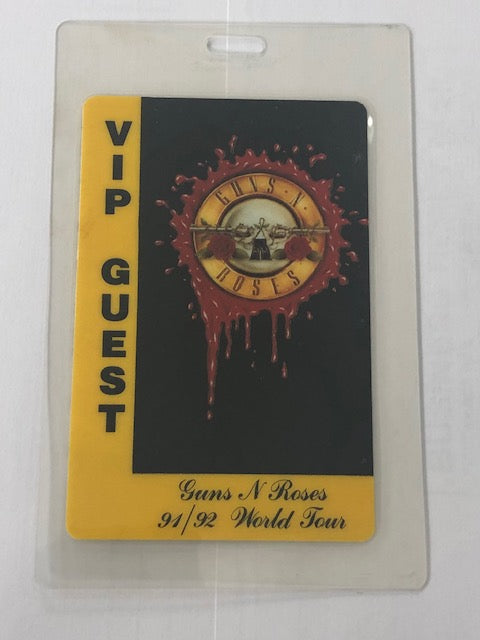 VIP GUEST
GUNS N'
ROSES
Guns N Roses
91/92 World Tour